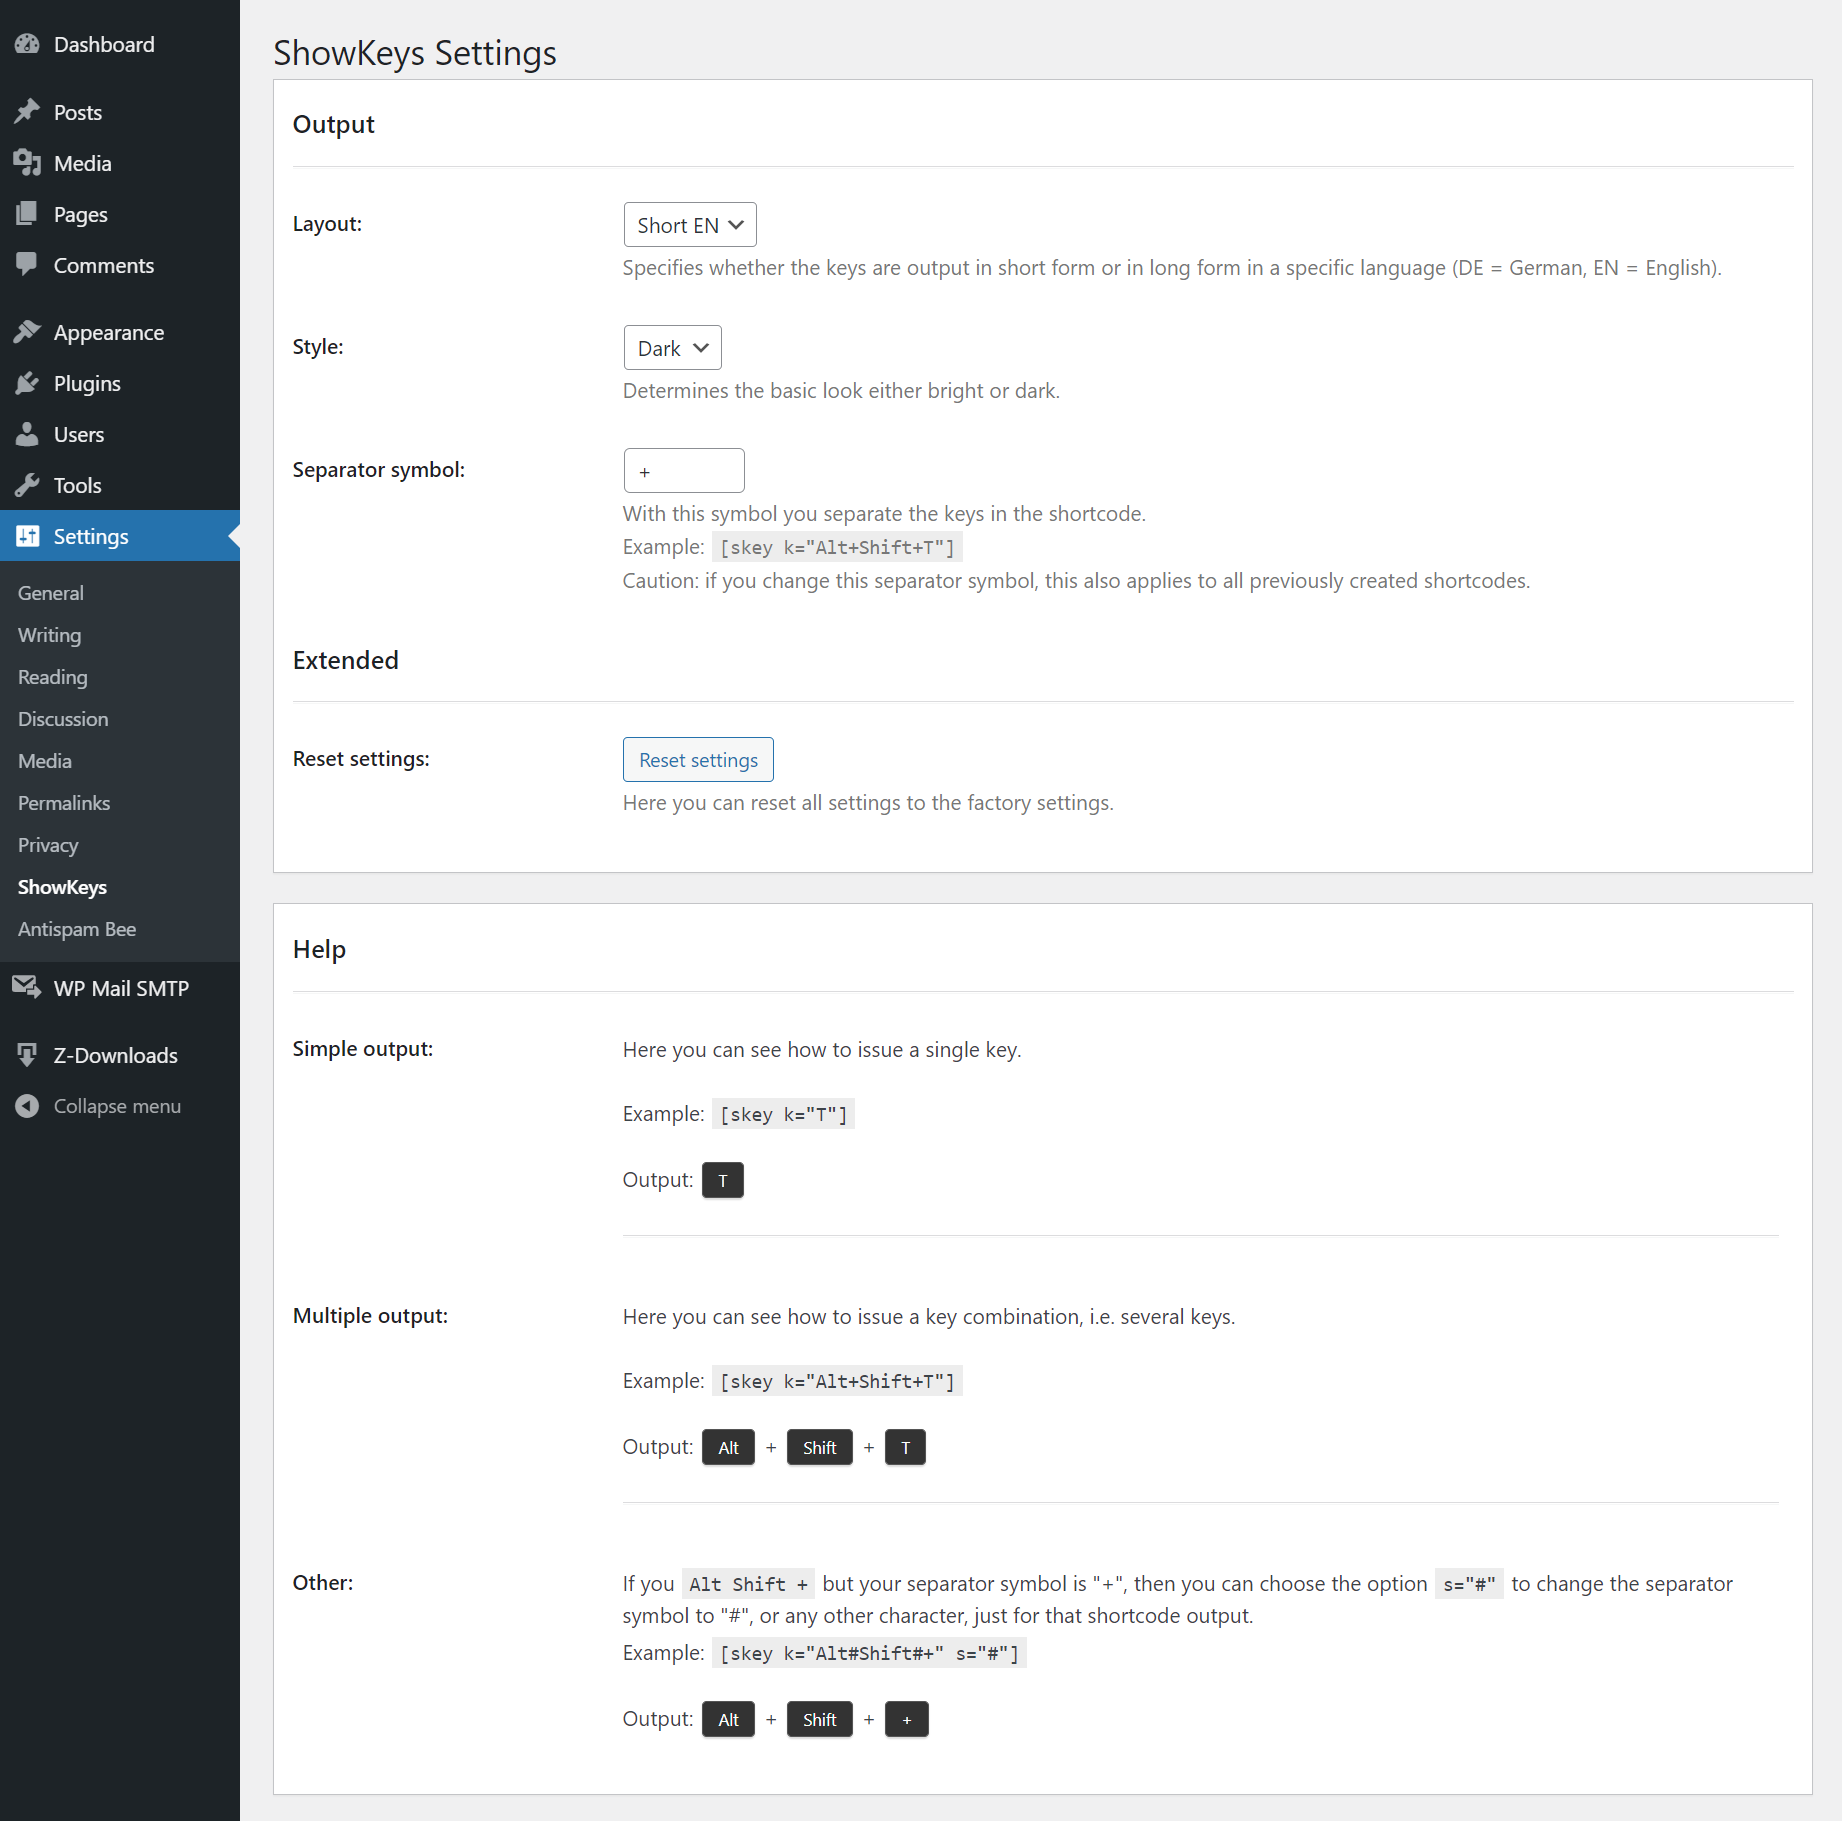 Dashboard
Posts
Media
Pages
Comments
Appearance
Plugins
Users
Tools
Settings
General
Writing
Reading
Discussion
Media
Permalinks
Privacy
ShowKeys
Antispam Bee
WP Mail SMTP
Z-Downloads
Collapse menu
ShowKeys Settings
Output
Layout:
Short EN
Specifies whether the keys are output in short form or in long form in a specific language (DE = German, EN = English).
Style:
Dark
Determines the basic look either bright or dark.
Separator symbol:
+
With this symbol you separate the keys in the shortcode.
Example: [skey k="Alt+Shift+T"]
Caution: if you change this separator symbol, this also applies to all previously created shortcodes.
Extended
Reset settings:
Reset settings
Here you can reset all settings to the factory settings.
Help
Simple output:
Here you can see how to issue a single key.
Example: [skey k="T"]
Output: T
Multiple output:
Here you can see how to issue a key combination, i.e. several keys.
Example: [skey k="Alt+Shift+T"]
Output: Alt + Shift + T
Other:
If you Alt Shift + but your separator symbol is "+", then you can choose the option s="#" to change the separator
symbol to "#", or any other character, just for that shortcode output.
Example: [skey k="Alt#Shift#+" s="#"]
Output: Alt + Shift + +